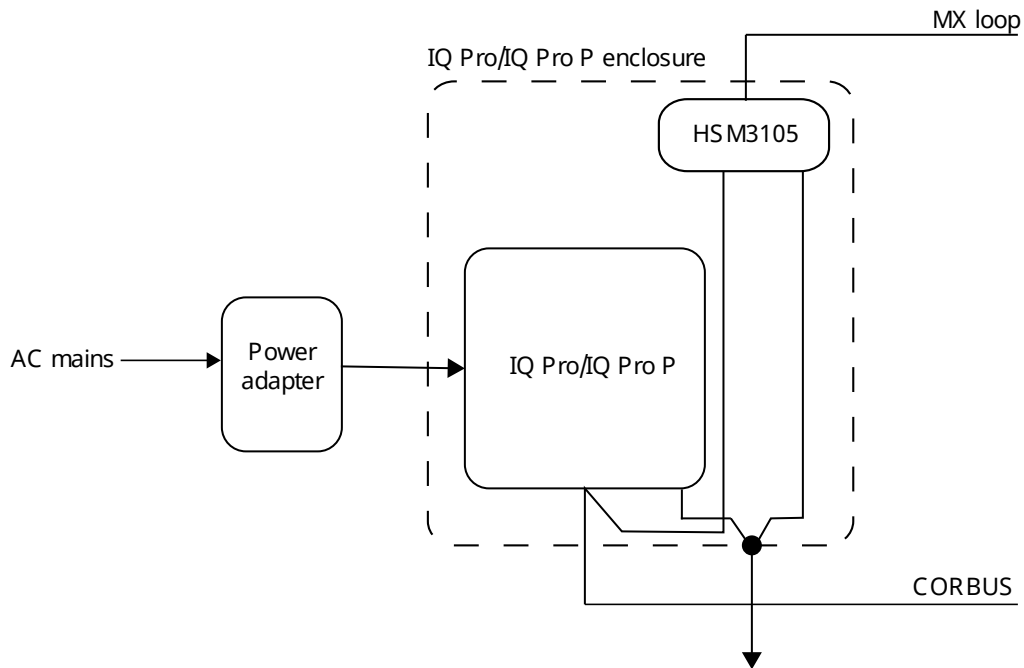 MX loop
IQ Pro/IQ Pro P enclosure
HSM3105
AC mains
Power
adapter
IQ Pro/IQ Pro P
CORBUS